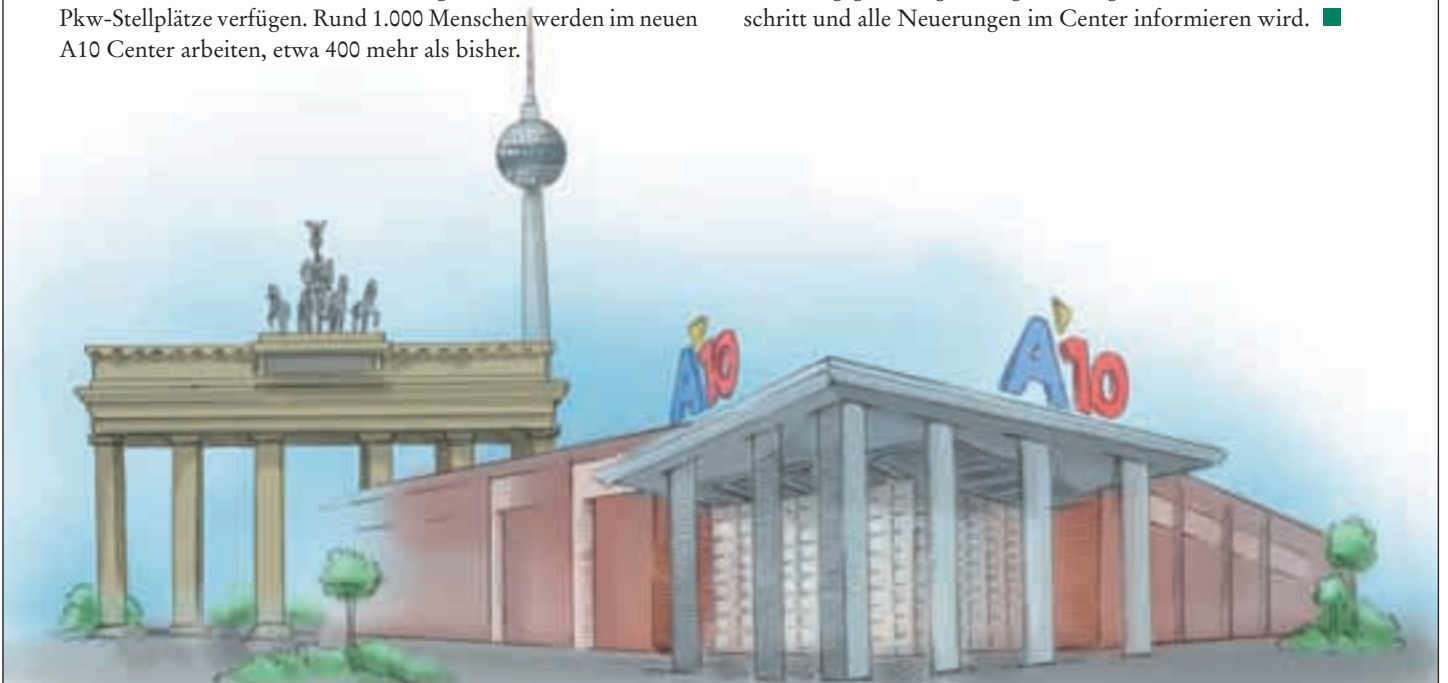 Pkw-Stellplätze verfügen. Rund 1.000 Menschen werden im neuen
A10 Center arbeiten, etwa 400 mehr als bisher.
schritt und alle Neuerungen im Center informieren wird.
A10
A10